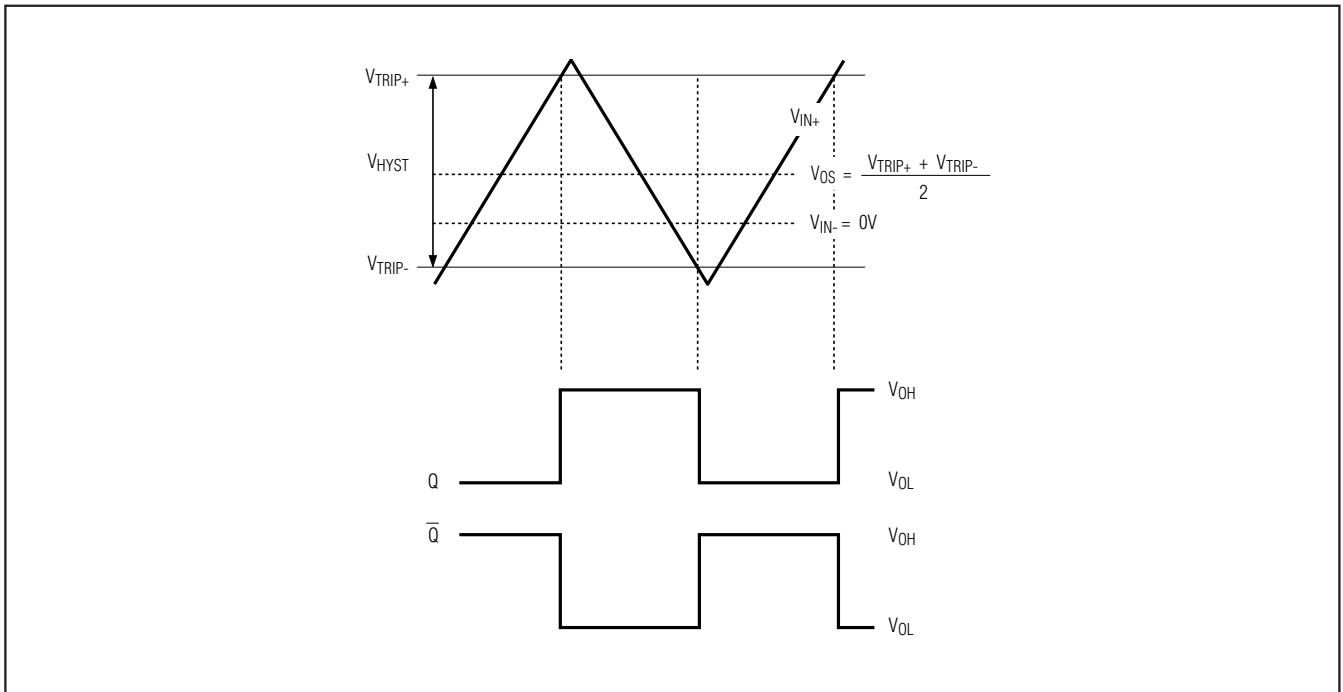 VTRIP+
VIN+
VHYST
VOS = VTRIP+ + VTRIP- / 2
VIN- = 0V
VTRIP-
VOH
Q VOL
Q̅ VOH
VOL